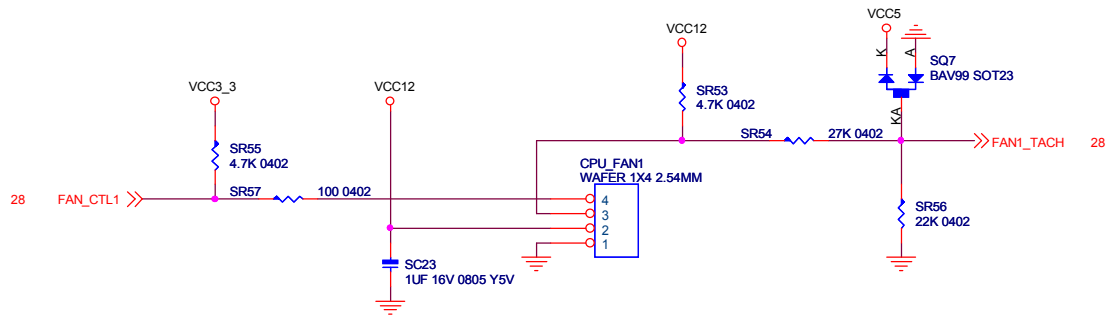 VCC5
VCC12
K
A
SQ7
BAV99 SOT23
VCC3_3
VCC12
SR53
4.7K 0402
KA
SR55
4.7K 0402
SR54
27K 0402
FAN1_TACH
28
CPU_FAN1
WAFER 1X4 2.54MM
28
FAN_CTL1
SR57
100 0402
4
3
2
1
SR56
22K 0402
SC23
1UF 16V 0805 Y5V